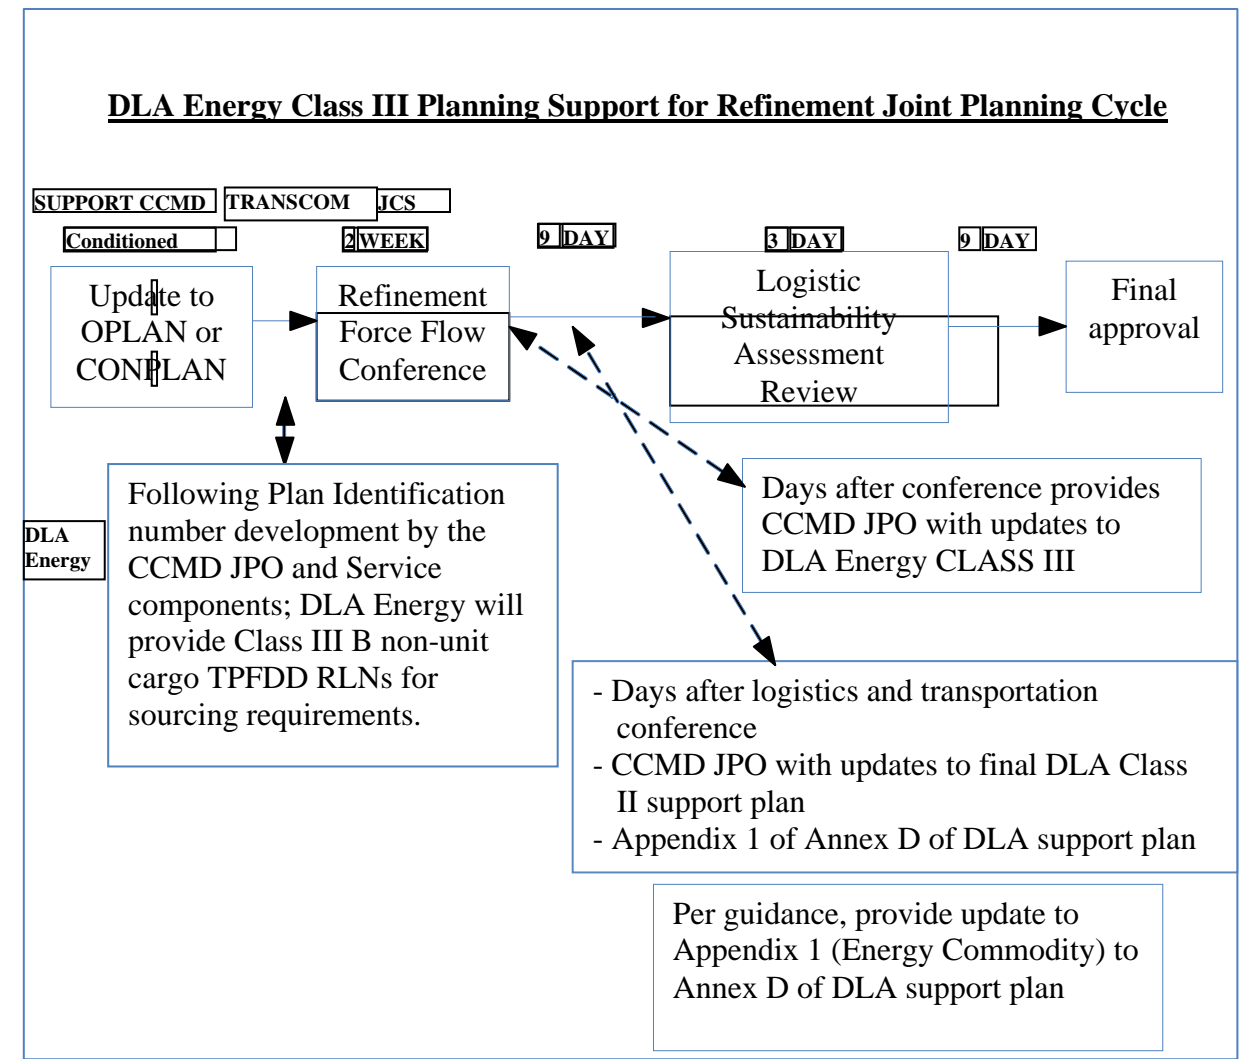 DLA Energy Class III Planning Support for Refinement Joint Planning Cycle
SUPPORT CCMD TRANSCOM JCS
Conditioned 2 WEEK 9 DAY 3 DAY 9 DAY
Update to
OPLAN or
CONPLAN
Refinement
Force Flow
Conference
Logistic
Sustainability
Assessment
Review
Final
approval
DLA
Energy
Following Plan Identification
number development by the
CCMD JPO and Service
components; DLA Energy will
provide Class III B non-unit
cargo TPFDD RLNs for
sourcing requirements.
Days after conference provides
CCMD JPO with updates to
DLA Energy CLASS III
- Days after logistics and transportation
conference
- CCMD JPO with updates to final DLA Class
II support plan
- Appendix 1 of Annex D of DLA support plan
Per guidance, provide update to
Appendix 1 (Energy Commodity) to
Annex D of DLA support plan